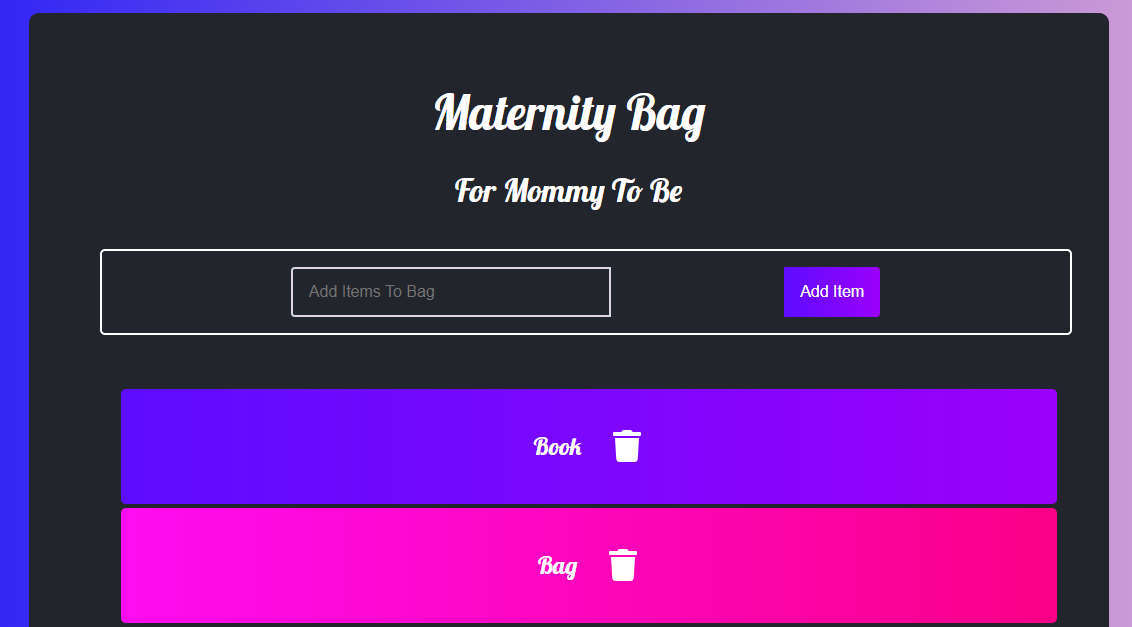 Maternity Bag
For Mommy To Be
Add Items To Bag
Add Item
Book
Bag